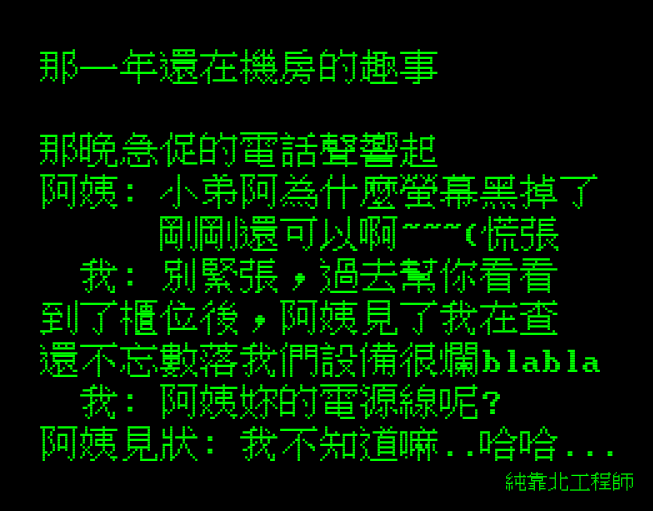 那一年還在機房的趣事
那晚急促的電話聲響起
阿姨: 小弟阿為什麼螢幕黑掉了
剛剛還可以啊~~~(慌張
我: 別緊張，過去幫你看看
到了櫃位後，阿姨見了我在查
還不忘數落我們設備很爛blabla
我: 阿姨妳的電源線呢?
阿姨見狀: 我不知道嘛..哈哈...
純靠北工程師